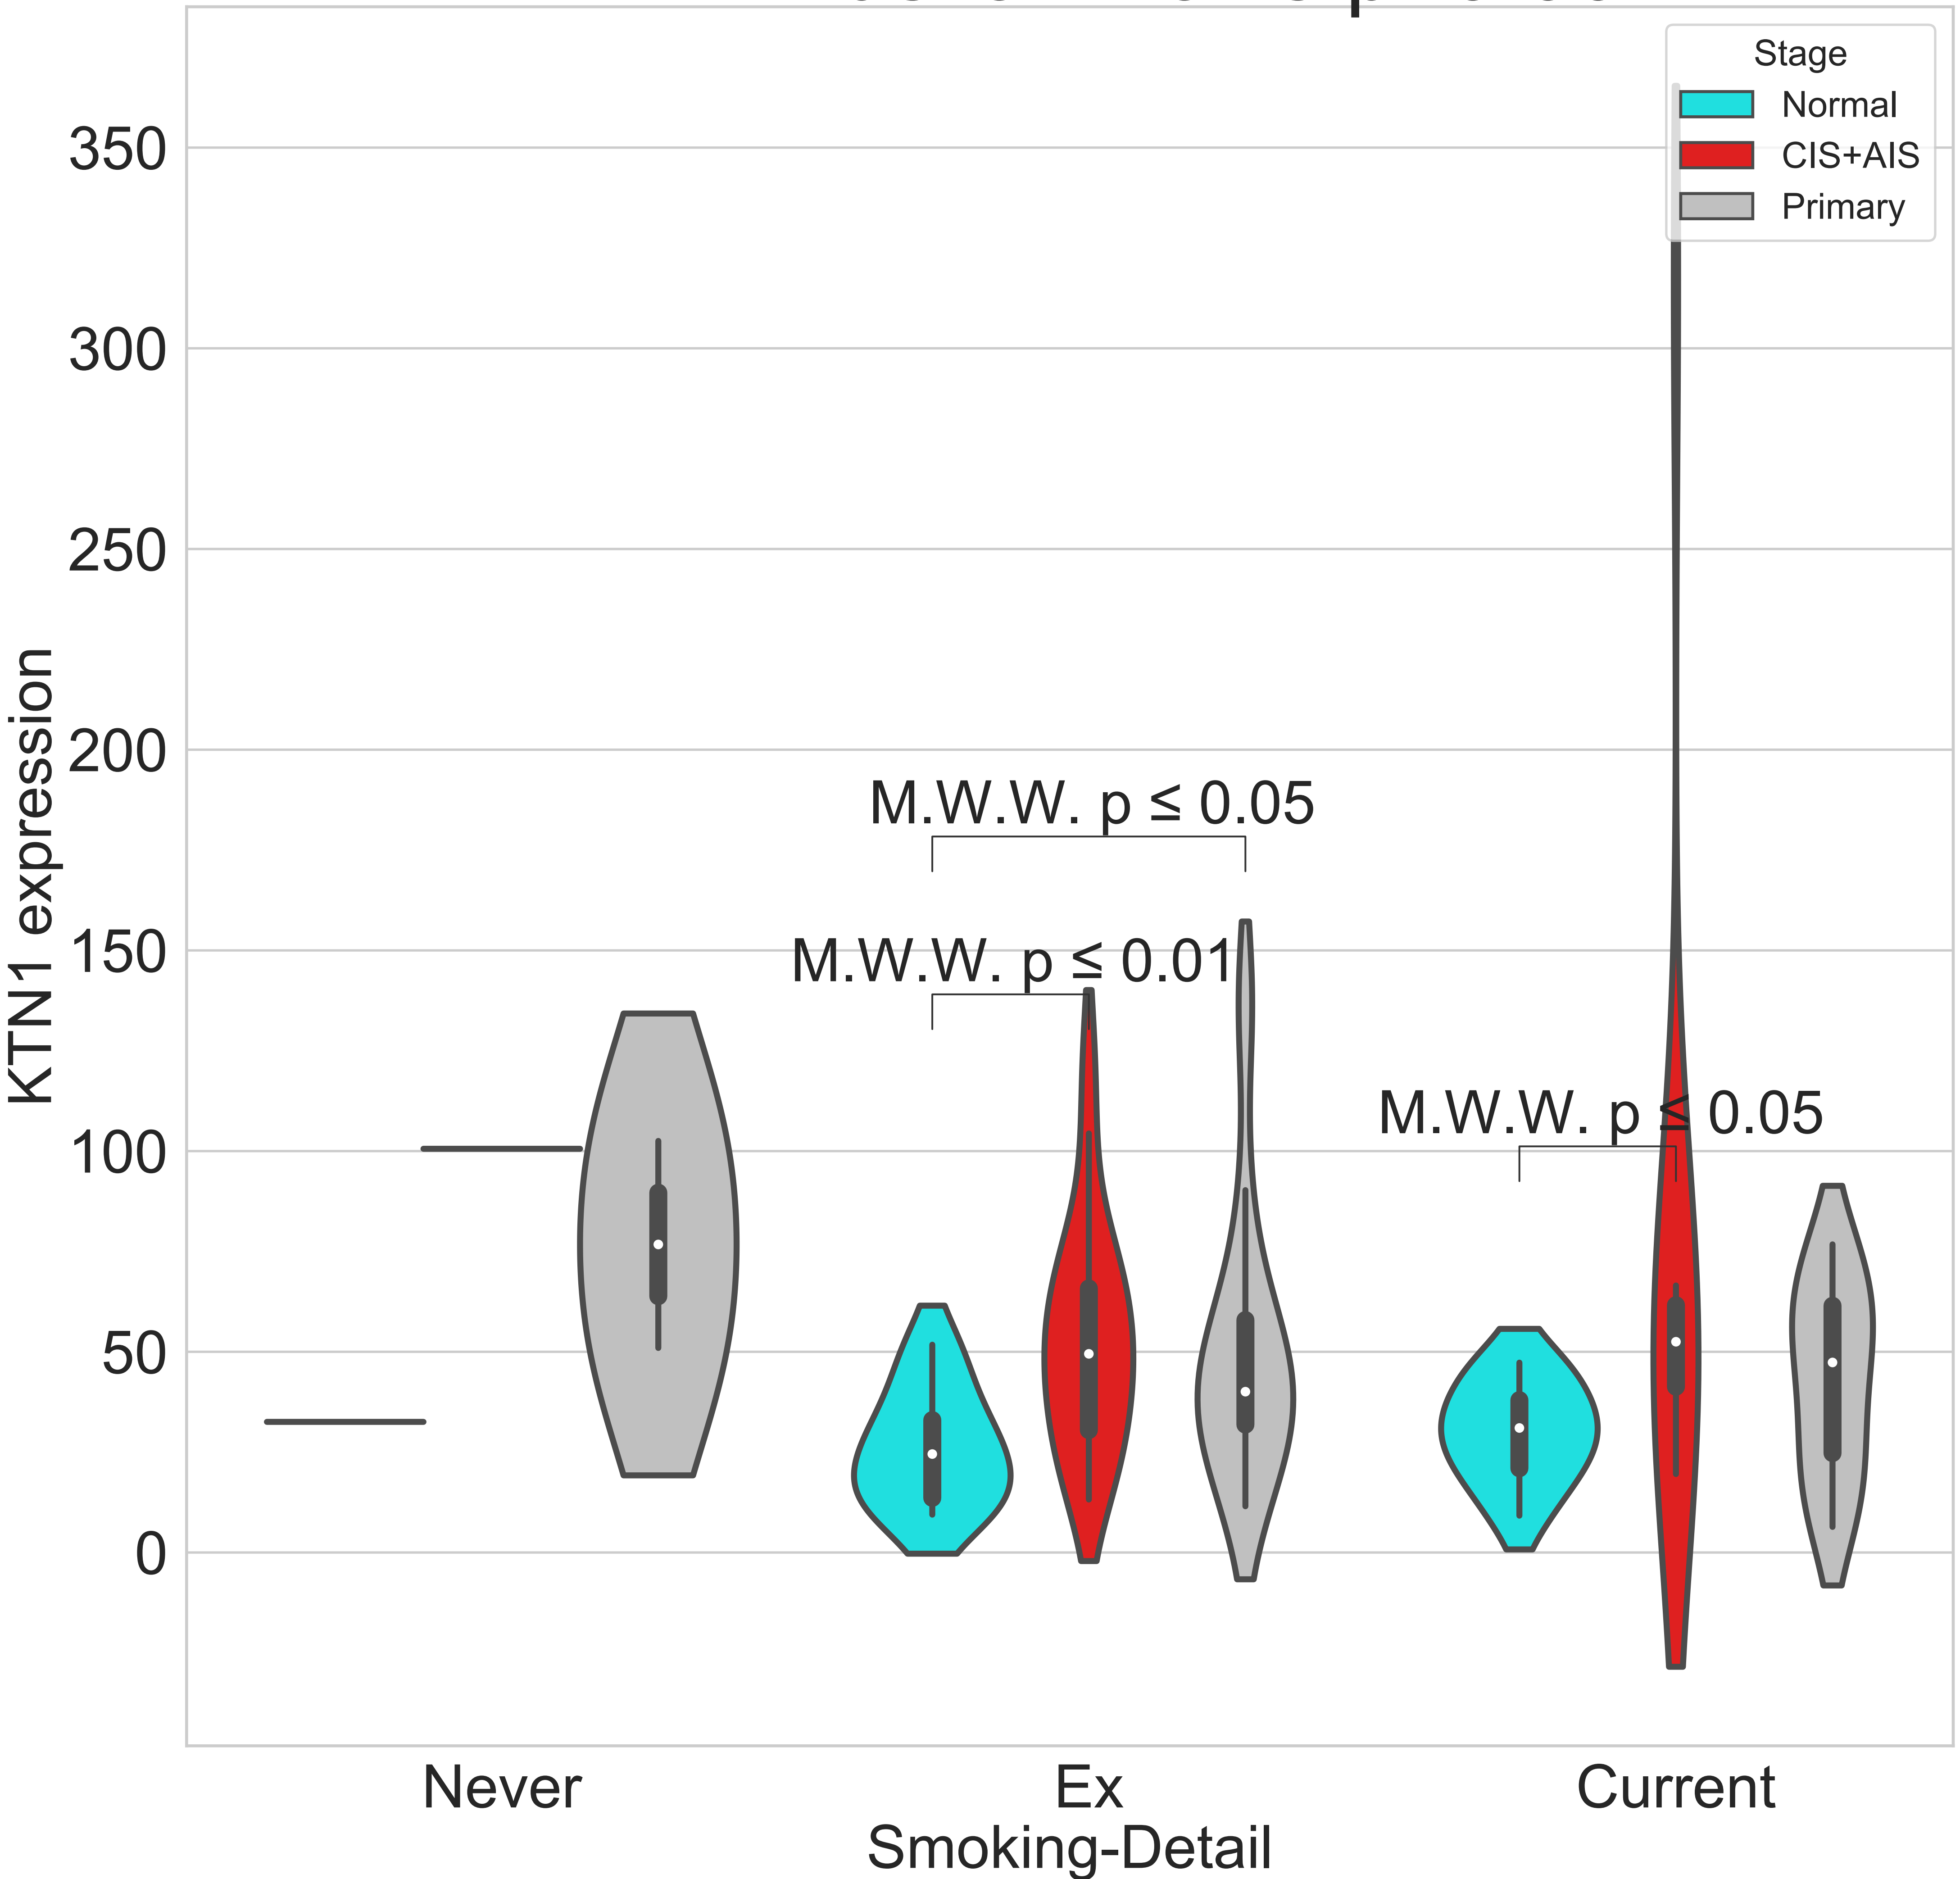 Stage
Normal
CIS+AIS
Primary
350
300
250
200
150
100
50
0
KTN1 expression
M.W.W. p ≤ 0.05
M.W.W. p ≤ 0.01
M.W.W. p ≤ 0.05
Never
Ex
Current
Smoking-Detail